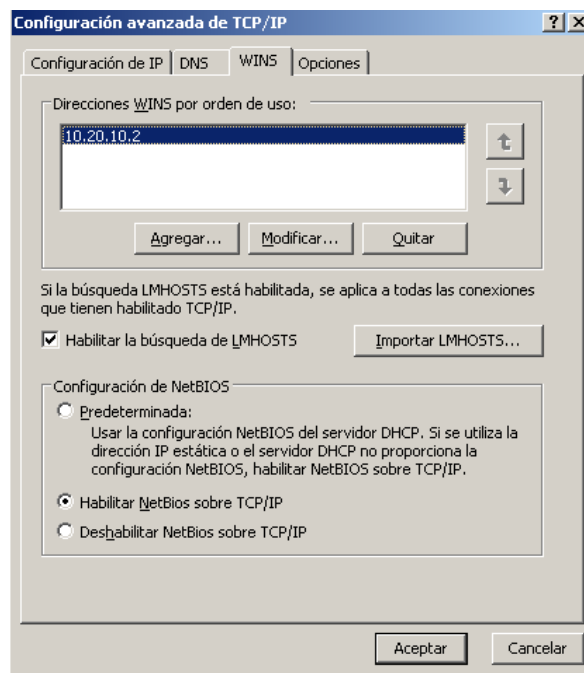 Configuración avanzada de TCP/IP
Configuración de IP DNS WINS Opciones
Direcciones WINS por orden de uso:
10.20.10.2
Agregar... Modificar... Quitar
Si la búsqueda LMHOSTS está habilitada, se aplica a todas las conexiones
que tienen habilitado TCP/IP.
Habilitar la búsqueda de LMHOSTS Importar LMHOSTS...
Configuración de NetBIOS
Predeterminada:
Usar la configuración NetBIOS del servidor DHCP. Si se utiliza la
dirección IP estática o el servidor DHCP no proporciona la
configuración NetBIOS, habilitar NetBIOS sobre TCP/IP.
Habilitar NetBios sobre TCP/IP
Deshabilitar NetBios sobre TCP/IP
Aceptar Cancelar